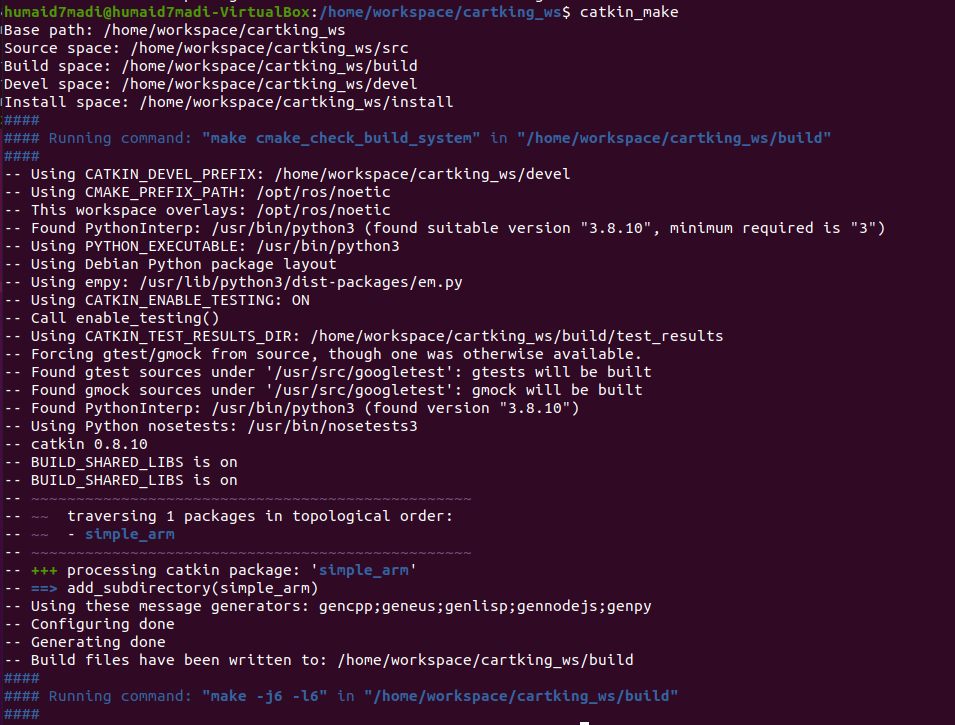 humaid7madi@humaid7madi-VirtualBox:/home/workspace/cartking_ws$ catkin_make
Base path: /home/workspace/cartking_ws
Source space: /home/workspace/cartking_ws/src
Build space: /home/workspace/cartking_ws/build
Devel space: /home/workspace/cartking_ws/devel
Install space: /home/workspace/cartking_ws/install
####
#### Running command: "make cmake_check_build_system" in "/home/workspace/cartking_ws/build"
####
-- Using CATKIN_DEVEL_PREFIX: /home/workspace/cartking_ws/devel
-- Using CMAKE_PREFIX_PATH: /opt/ros/noetic
-- This workspace overlays: /opt/ros/noetic
-- Found PythonInterp: /usr/bin/python3 (found suitable version "3.8.10", minimum required is "3")
-- Using PYTHON_EXECUTABLE: /usr/bin/python3
-- Using Debian Python package layout
-- Using empy: /usr/lib/python3/dist-packages/em.py
-- Using CATKIN_ENABLE_TESTING: ON
-- Call enable_testing()
-- Using CATKIN_TEST_RESULTS_DIR: /home/workspace/cartking_ws/build/test_results
-- Forcing gtest/gmock from source, though one was otherwise available.
-- Found gtest sources under '/usr/src/googletest': gtests will be built
-- Found gmock sources under '/usr/src/googletest': gmock will be built
-- Found PythonInterp: /usr/bin/python3 (found version "3.8.10")
-- Using Python nosetests: /usr/bin/nosetests3
-- catkin 0.8.10
-- BUILD_SHARED_LIBS is on
-- BUILD_SHARED_LIBS is on
-- ~~~~~~~~~~~~~~~~~~~~~~~~~~~~~~~~~~~~~~~~~~~~~~~~~
-- ~~  traversing 1 packages in topological order:
-- ~~  - simple_arm
-- ~~~~~~~~~~~~~~~~~~~~~~~~~~~~~~~~~~~~~~~~~~~~~~~~~
-- +++ processing catkin package: 'simple_arm'
-- ==> add_subdirectory(simple_arm)
-- Using these message generators: gencpp;geneus;genlisp;gennodejs;genpy
-- Configuring done
-- Generating done
-- Build files have been written to: /home/workspace/cartking_ws/build
####
#### Running command: "make -j6 -l6" in "/home/workspace/cartking_ws/build"
####